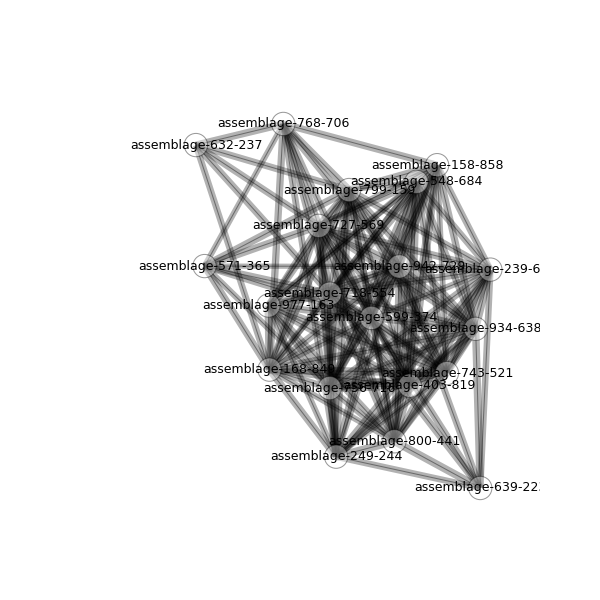 assemblage-768-706
assemblage-632-237
assemblage-158-858
assemblage-548-684
assemblage-799-159
assemblage-727-569
assemblage-571-365
assemblage-942-729
assemblage-239-6
assemblage-718-554
assemblage-977-163
assemblage-599-374
assemblage-934-638
assemblage-168-849
assemblage-743-521
assemblage-403-819
assemblage-756-718
assemblage-800-441
assemblage-249-244
assemblage-639-22